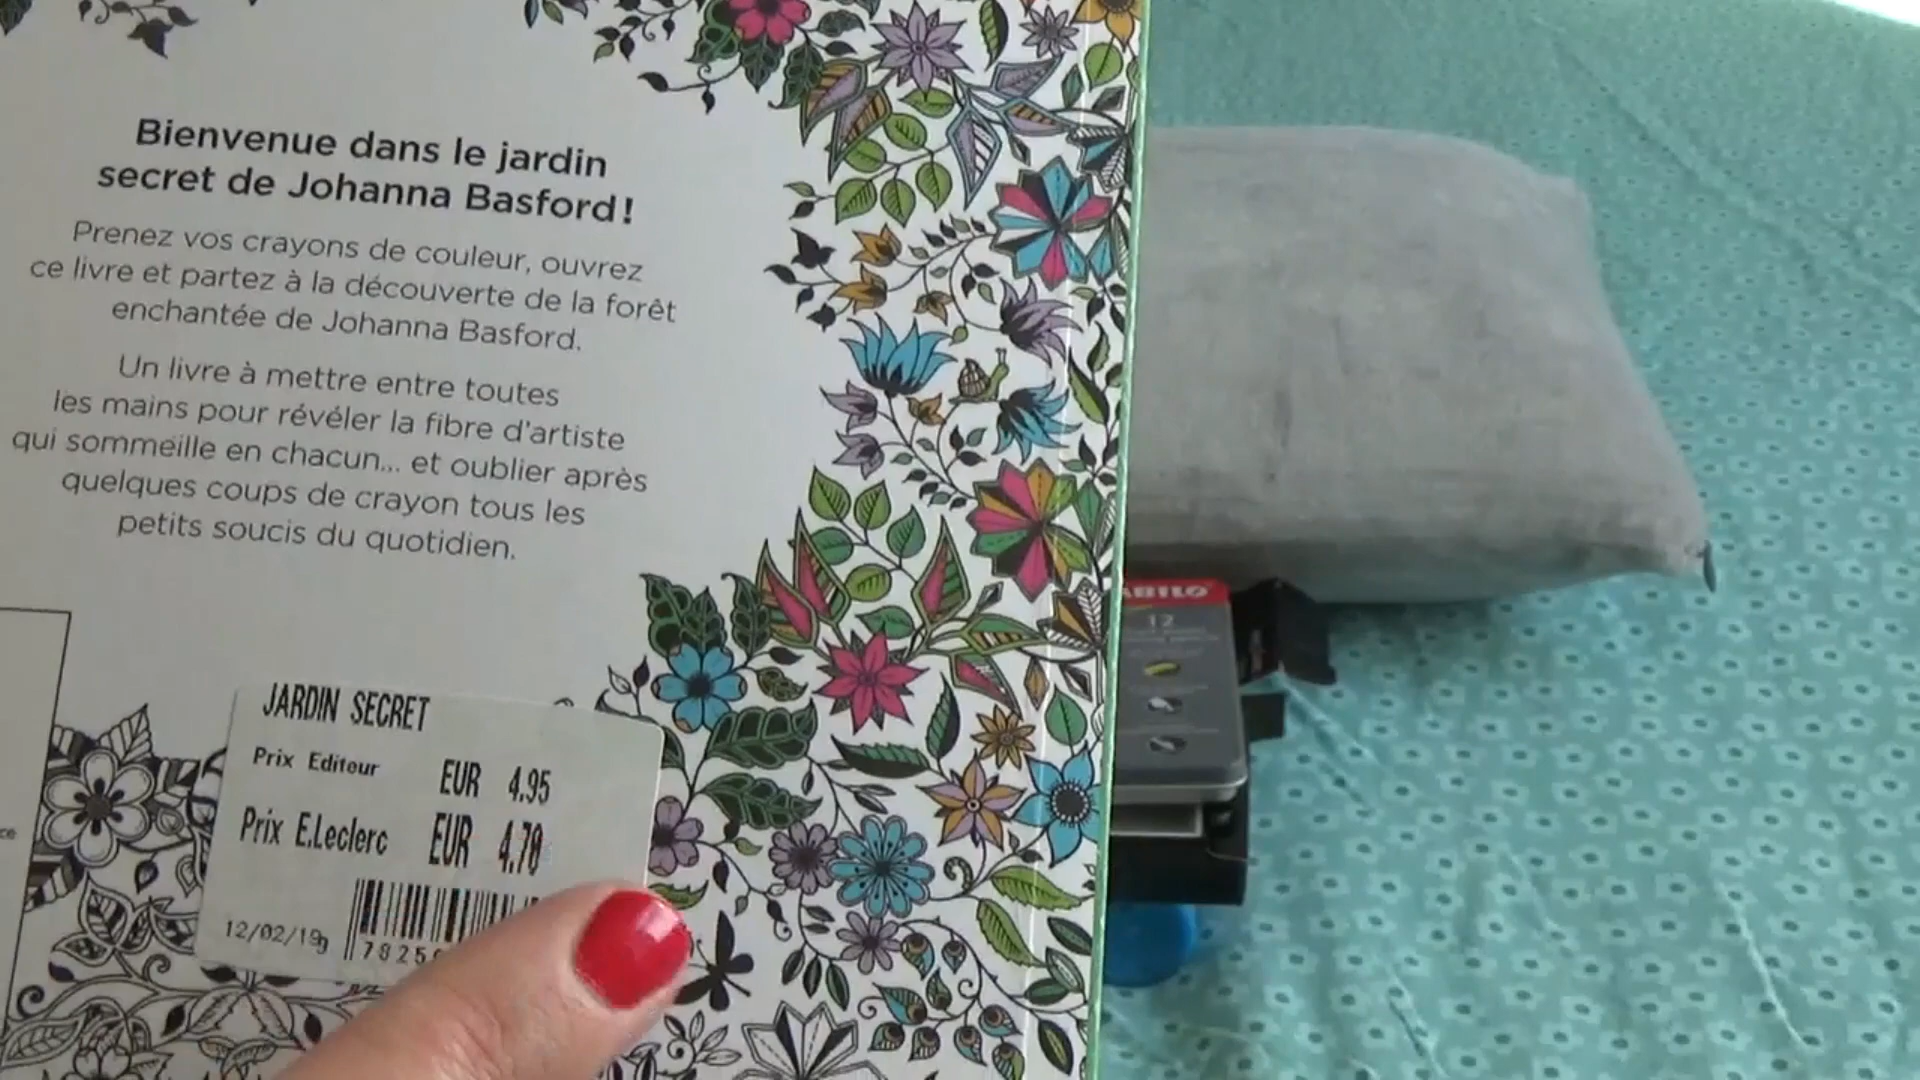 Bienvenue dans le jardin
secret de Johanna Basford !
Prenez vos crayons de couleur, ouvrez
ce livre et partez à la découverte de la forêt
enchantée de Johanna Basford.
Un livre à mettre entre toutes
les mains pour révéler la fibre d'artiste
qui sommeille en chacun... et oublier après
quelques coups de crayon tous les
petits soucis du quotidien.
JARDIN SECRET
Prix Editeur EUR 4.95
Prix E.Leclerc EUR 4.70
12/02/19
7825
ABILO
12